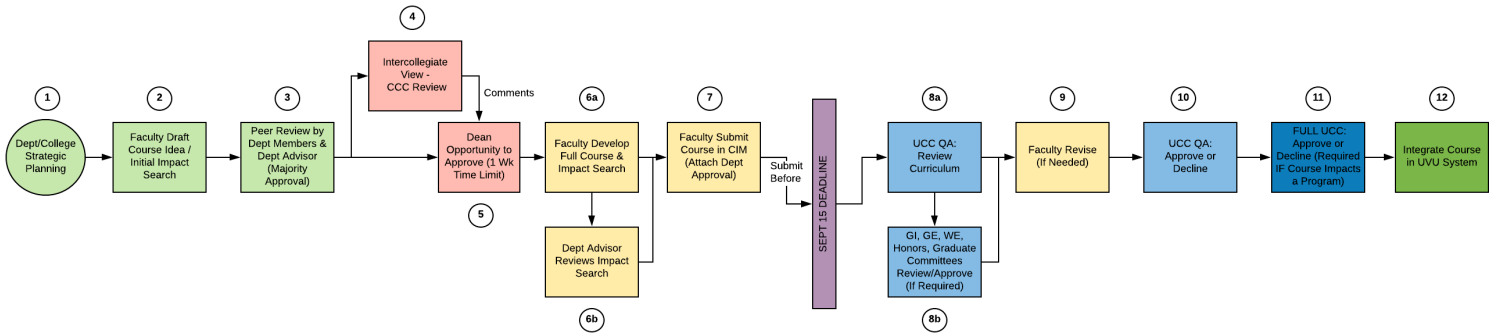 1
Dept/College
Strategic
Planning
2
Faculty Draft
Course Idea /
Initial Impact
Search
3
Peer Review by
Dept Members &
Dept Advisor
(Majority
Approval)
4
Intercollegiate
View -
CCC Review
Comments
Dean
Opportunity to
Approve (1 Wk
Time Limit)
5
6a
Faculty Develop
Full Course &
Impact Search
Dept Advisor
Reviews Impact
Search
6b
7
Faculty Submit
Course in CIM
(Attach Dept
Approval)
Submit
Before
SEPT 15 DEADLINE
8a
UCC QA:
Review
Curriculum
GI, GE, WE,
Honors, Graduate
Committees
Review/Approve
(If Required)
8b
9
Faculty Revise
(If Needed)
10
UCC QA:
Approve or
Decline
11
FULL UCC:
Approve or
Decline (Required
IF Course Impacts
a Program)
12
Integrate Course
in UVU System